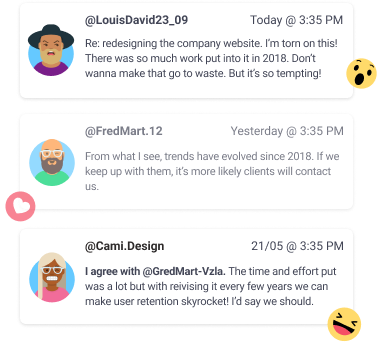 @LouisDavid23_09 Today @ 3:35 PM
Re: redesigning the company website. I'm torn on this!
There was so much work put into it in 2018. Don't
wanna make that go to waste. But it's so tempting!
@FredMart.12 Yesterday @ 3:35 PM
From what I see, trends have evolved since 2018. If we
keep up with them, it's more likely clients will contact
us.
@Cami.Design 21/05 @ 3:35 PM
I agree with @GredMart-Vzla. The time and effort put
was a lot but with reivising it every few years we can
make user retention skyrocket! I'd say we should.